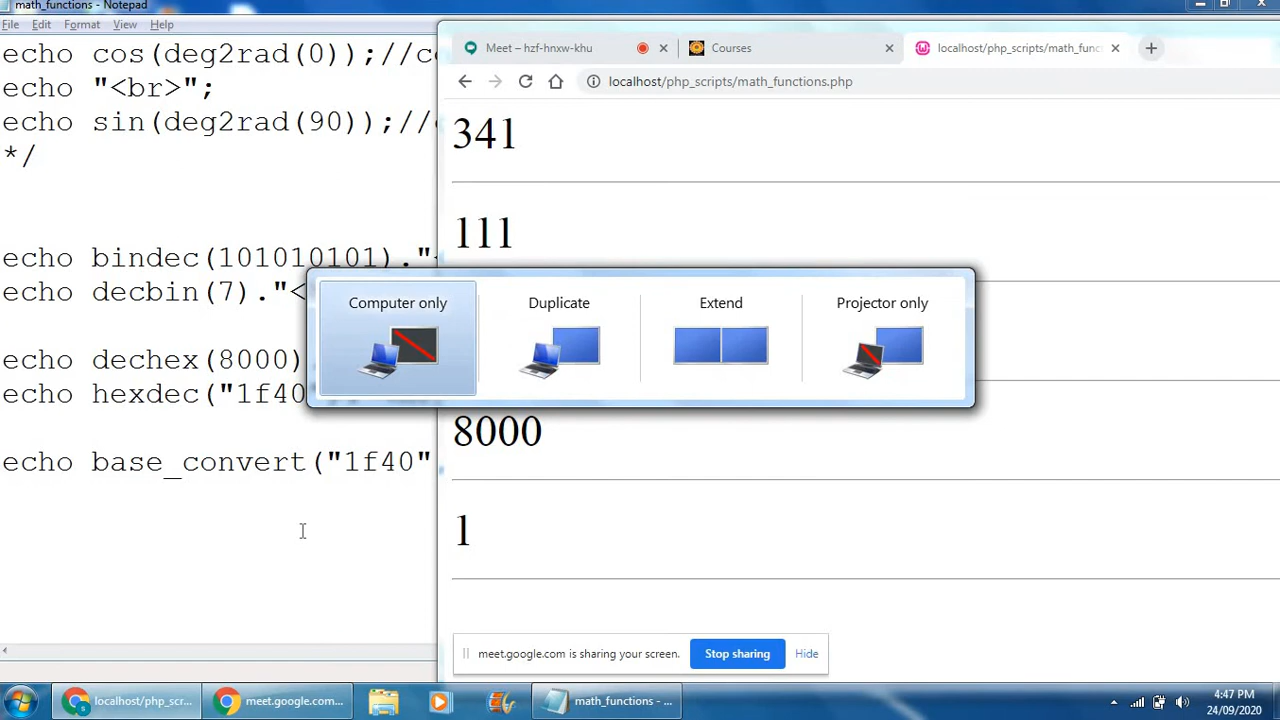 math_functions - Notepad
File Edit Format View Help
echo cos(deg2rad(0));//c
echo "<br>";
echo sin(deg2rad(90));//
*/
echo bindec(101010101)."
echo decbin(7)."<
echo dechex(8000)
echo hexdec("1f40
echo base_convert("1f40"
Meet – hzf-hnxw-khu
Courses
localhost/php_scripts/math_func
localhost/php_scripts/math_functions.php
341
111
Computer only
Duplicate
Extend
Projector only
8000
1
meet.google.com is sharing your screen.
Stop sharing
Hide
localhost/php_scr...
meet.google.com...
math_functions - ...
4:47 PM
24/09/2020